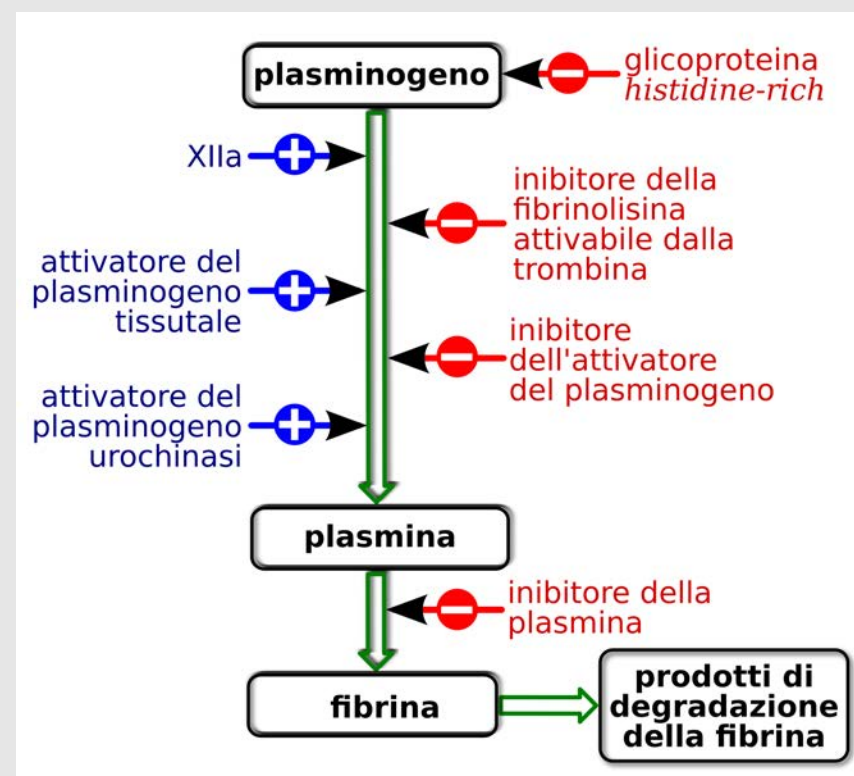 plasminogeno
glicoproteina
histidine-rich
XIIa
inibitore della
fibrinolisina
attivabile dalla
trombina
attivatore del
plasminogeno
tissutale
inibitore
dell'attivatore
del plasminogeno
attivatore del
plasminogeno
urochinasi
plasmina
inibitore della
plasmina
fibrina
prodotti di
degradazione
della fibrina